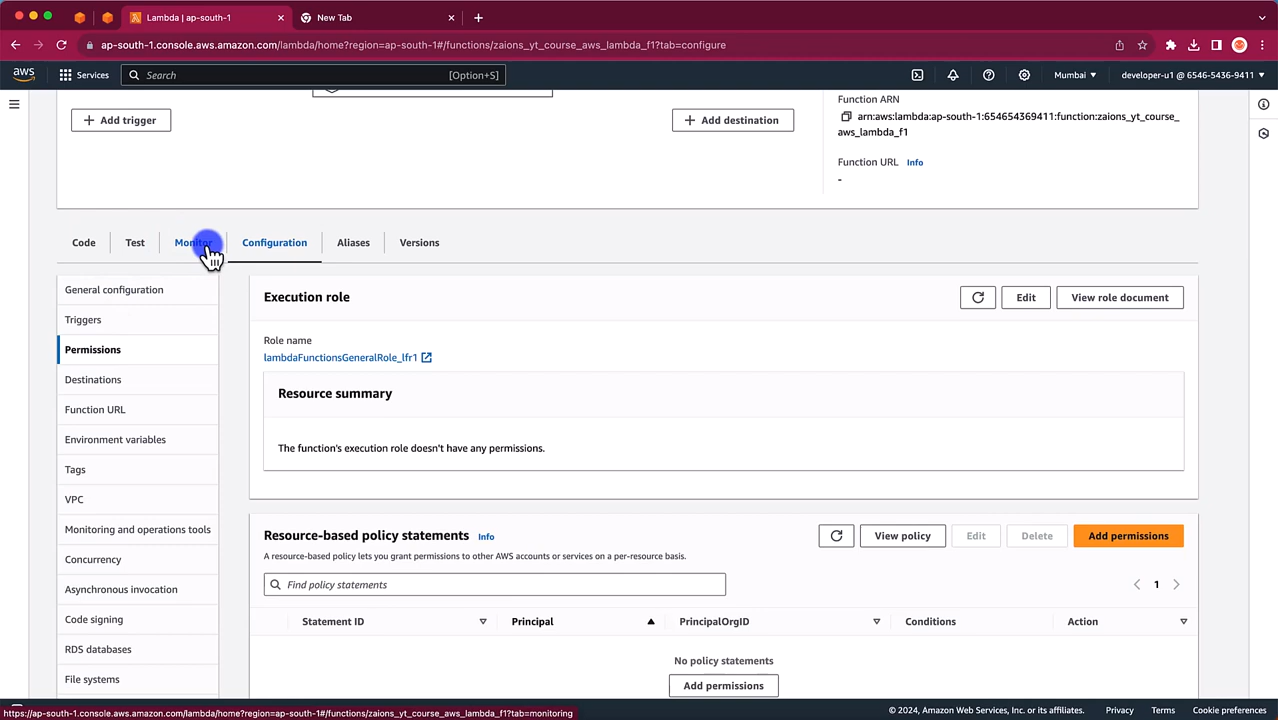 Lambda | ap-south-1
New Tab
ap-south-1.console.aws.amazon.com/lambda/home?region=ap-south-1#/functions/zaions_yt_course_aws_lambda_f1?tab=configure
aws
Services
Search
[Option+S]
Mumbai
developer-u1 @ 6546-5436-9411
Add trigger
Add destination
Function ARN
arn:aws:lambda:ap-south-1:654654369411:function:zaions_yt_course_
aws_lambda_f1
Function URL Info
-
Code
Test
Monitor
Configuration
Aliases
Versions
General configuration
Triggers
Permissions
Destinations
Function URL
Environment variables
Tags
VPC
Monitoring and operations tools
Concurrency
Asynchronous invocation
Code signing
RDS databases
File systems
Execution role
Edit
View role document
Role name
lambdaFunctionsGeneralRole_lfr1
Resource summary
The function's execution role doesn't have any permissions.
Resource-based policy statements Info
View policy
Edit
Delete
Add permissions
A resource-based policy lets you grant permissions to other AWS accounts or services on a per-resource basis.
Find policy statements
1
Statement ID
Principal
PrincipalOrgID
Conditions
Action
No policy statements
Add permissions
https://ap-south-1.console.aws.amazon.com/lambda/home?region=ap-south-1#/functions/zaions_yt_course_aws_lambda_f1?tab=monitoring
© 2024, Amazon Web Services, Inc. or its affiliates.
Privacy
Terms
Cookie preferences